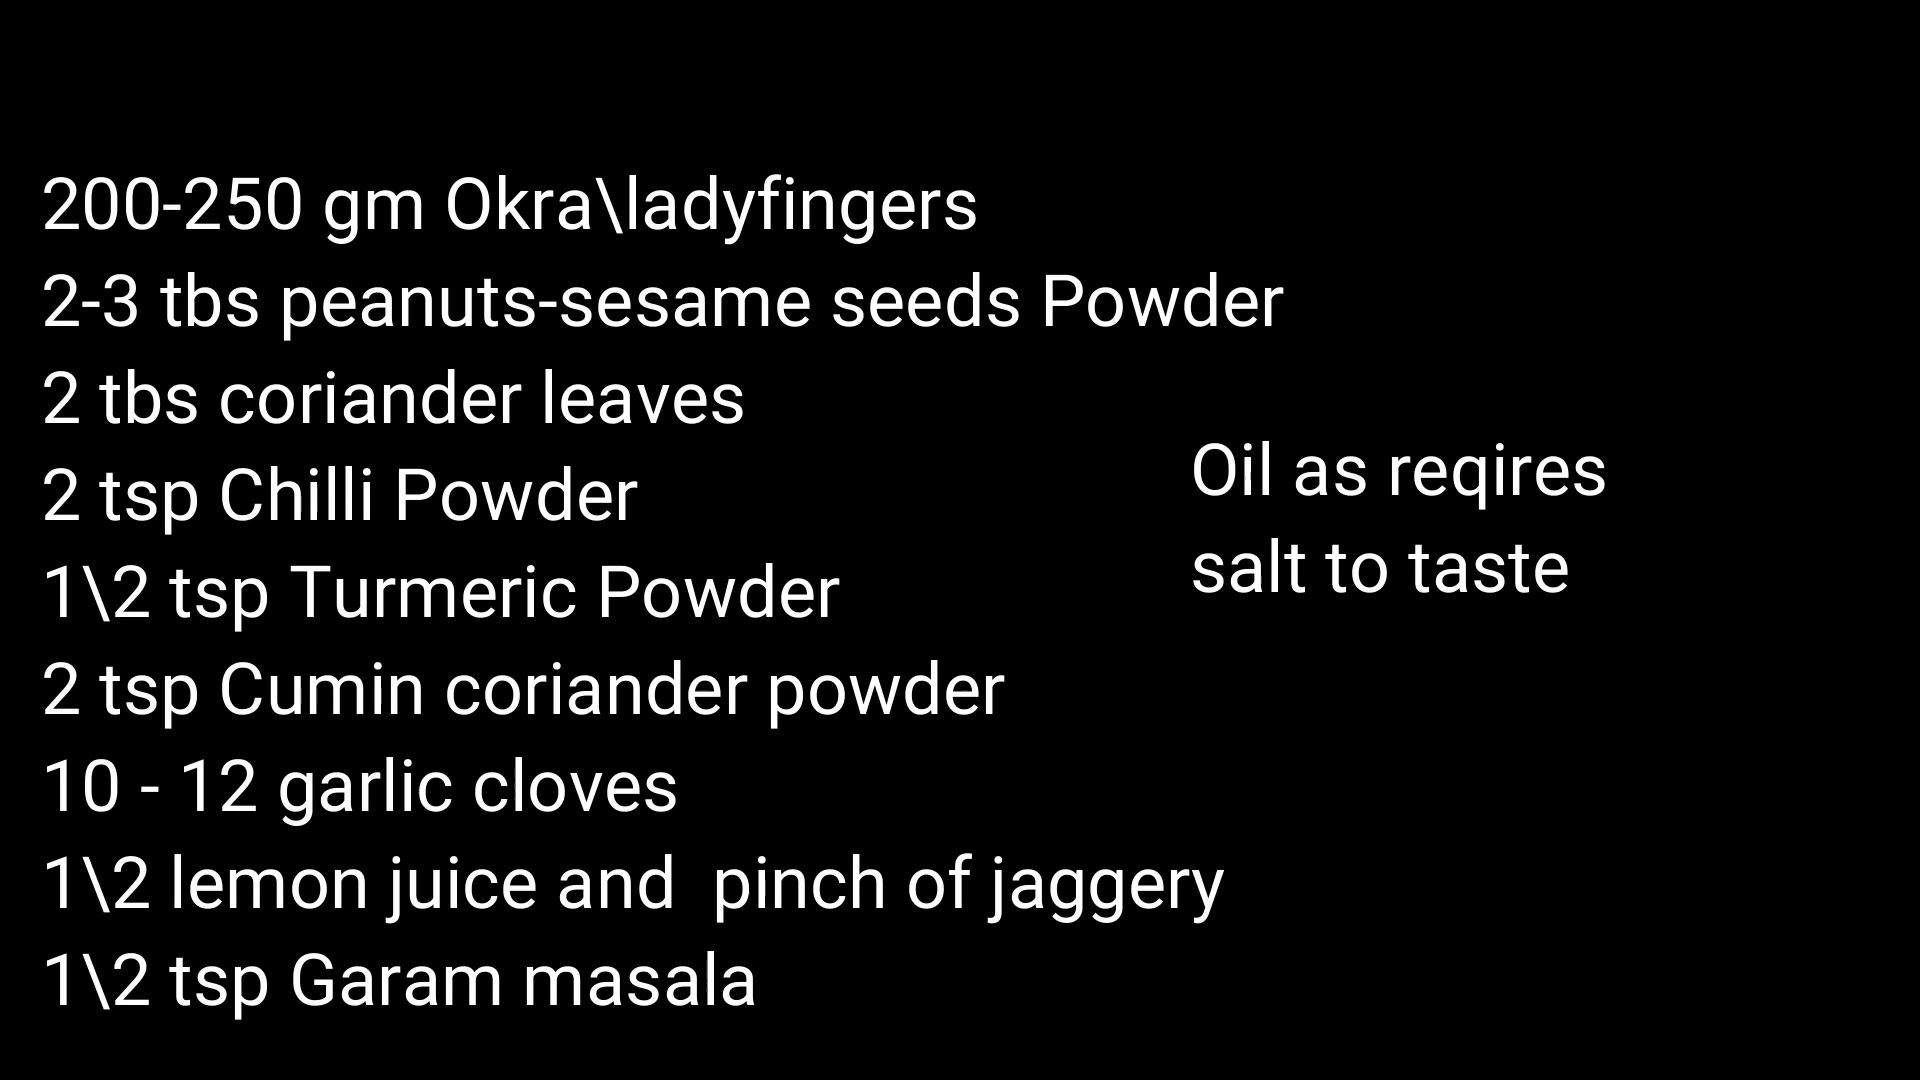 200-250 gm Okra\ladyfingers
2-3 tbs peanuts-sesame seeds Powder
2 tbs coriander leaves
2 tsp Chilli Powder
1\2 tsp Turmeric Powder
2 tsp Cumin coriander powder
10 - 12 garlic cloves
1\2 lemon juice and  pinch of jaggery
1\2 tsp Garam masala
Oil as reqires
salt to taste